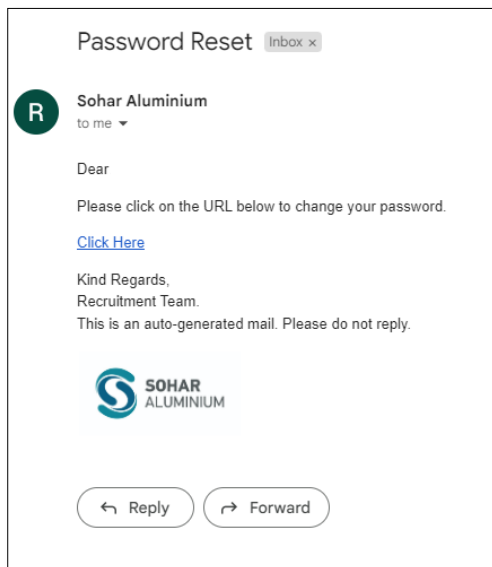 Password Reset Inbox ×
R
Sohar Aluminium
to me
Dear
Please click on the URL below to change your password.
Click Here
Kind Regards,
Recruitment Team.
This is an auto-generated mail. Please do not reply.
SOHAR
ALUMINIUM
Reply Forward